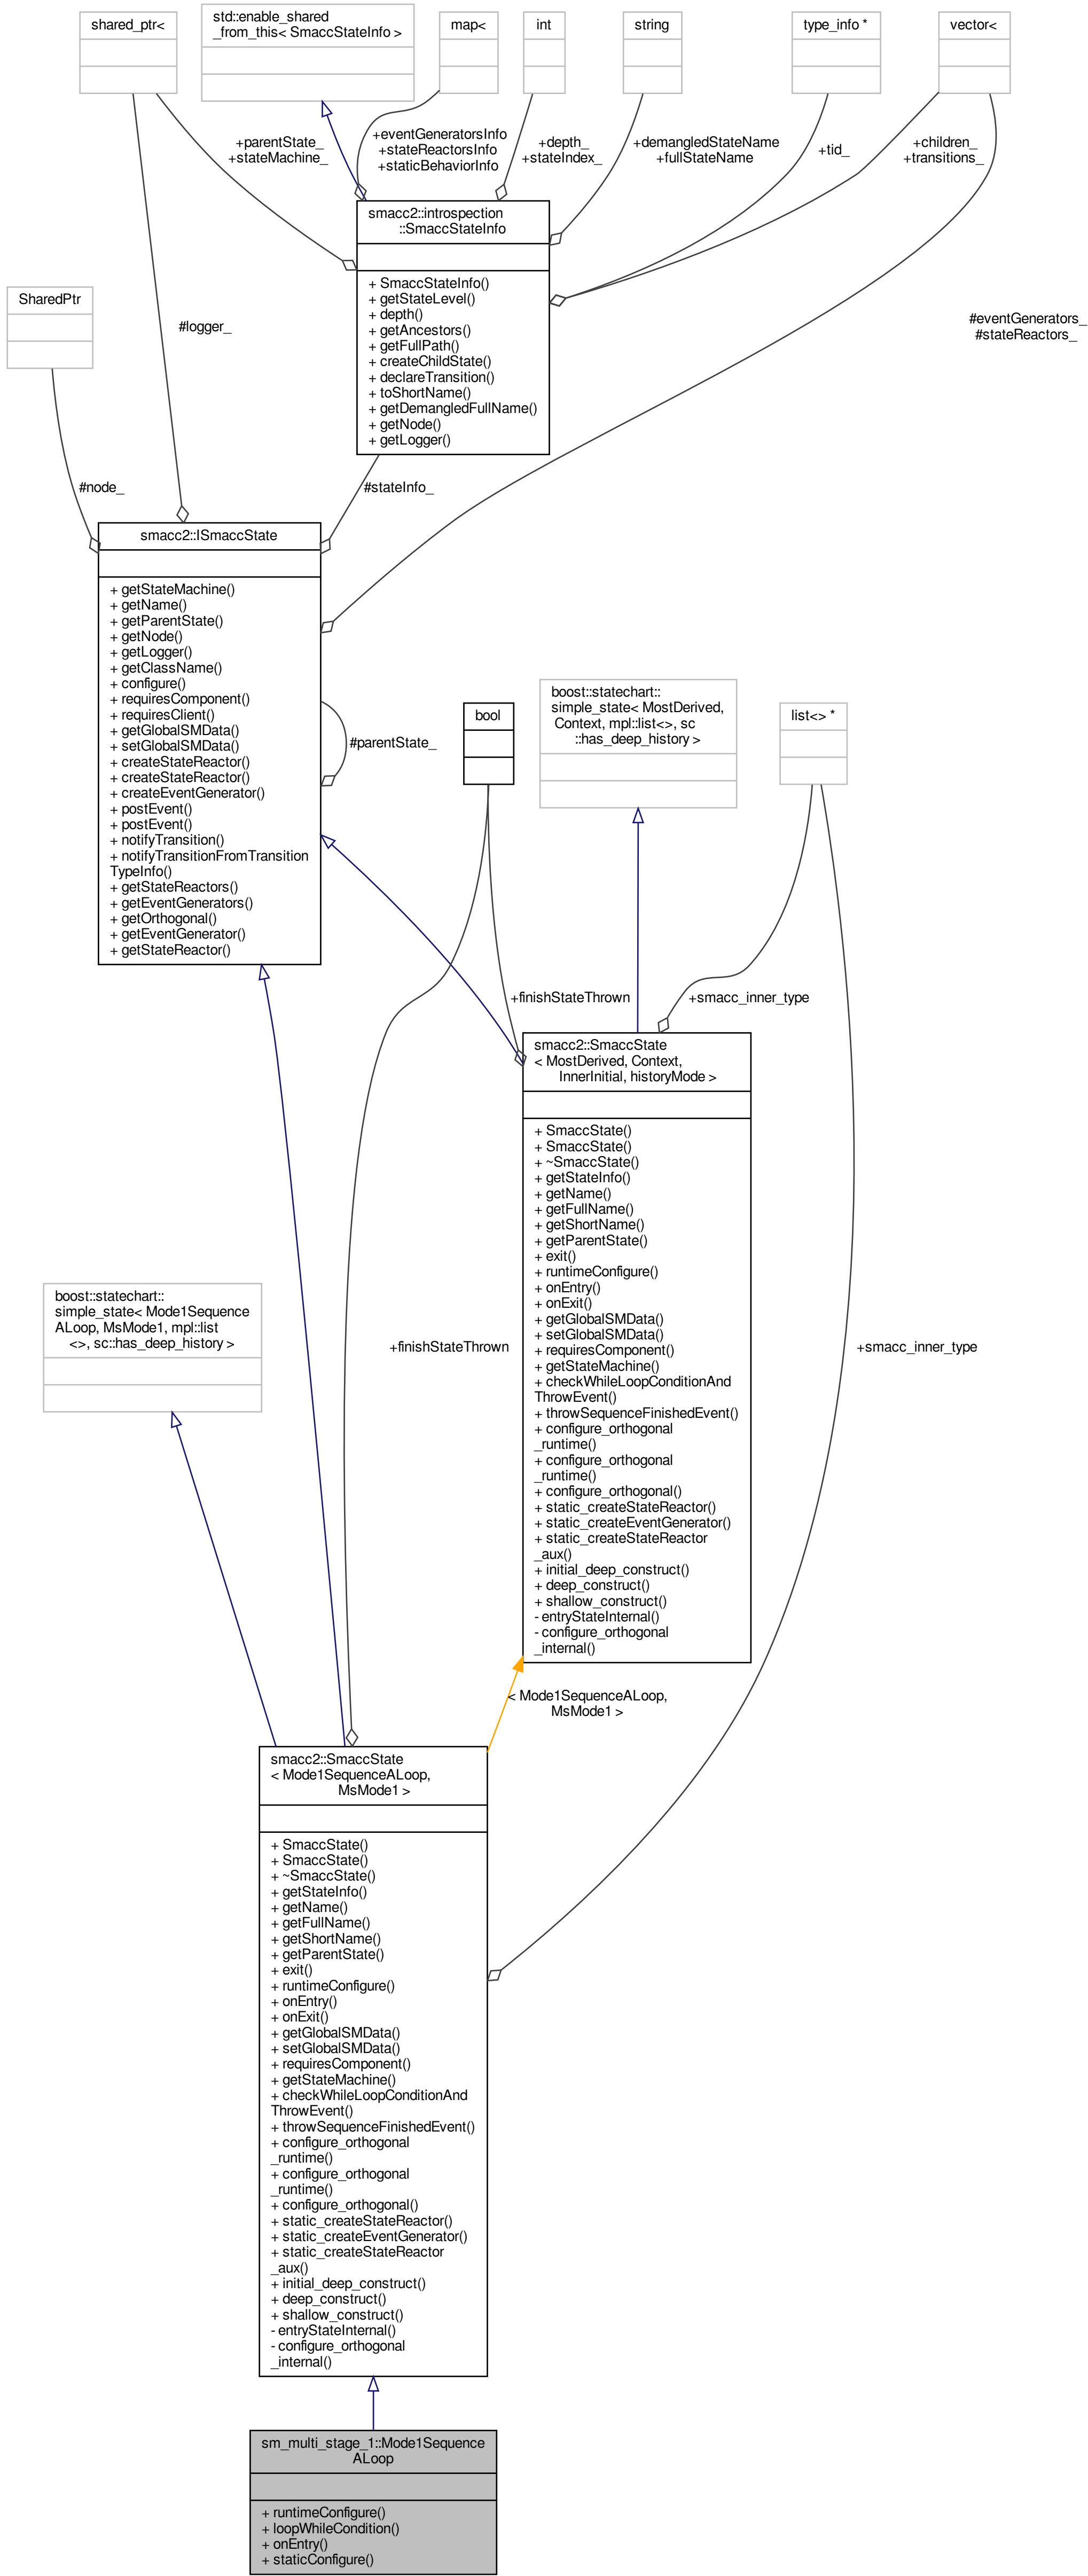 shared_ptr<
std::enable_shared
_from_this< SmaccStateInfo >
map<
int
string
type_info *
vector<
+parentState_
+stateMachine_
+eventGeneratorsInfo
+stateReactorsInfo
+staticBehaviorInfo
+depth_
+stateIndex_
+demangledStateName
+fullStateName
+tid_
+children_
+transitions_
smacc2::introspection
::SmaccStateInfo
+ SmaccStateInfo()
+ getStateLevel()
+ depth()
+ getAncestors()
+ getFullPath()
+ createChildState()
+ declareTransition()
+ toShortName()
+ getDemangledFullName()
+ getNode()
+ getLogger()
SharedPtr
#logger_
#eventGenerators_
#stateReactors_
#node_
#stateInfo_
smacc2::ISmaccState
+ getStateMachine()
+ getName()
+ getParentState()
+ getNode()
+ getLogger()
+ getClassName()
+ configure()
+ requiresComponent()
+ requiresClient()
+ getGlobalSMData()
+ setGlobalSMData()
+ createStateReactor()
+ createStateReactor()
+ createEventGenerator()
+ postEvent()
+ postEvent()
+ notifyTransition()
+ notifyTransitionFromTransition
TypeInfo()
+ getStateReactors()
+ getEventGenerators()
+ getOrthogonal()
+ getEventGenerator()
+ getStateReactor()
#parentState_
bool
boost::statechart::
simple_state< MostDerived,
Context, mpl::list<>, sc
::has_deep_history >
list<> *
+finishStateThrown
+smacc_inner_type
smacc2::SmaccState
< MostDerived, Context,
InnerInitial, historyMode >
+ SmaccState()
+ SmaccState()
+ ~SmaccState()
+ getStateInfo()
+ getName()
+ getFullName()
+ getShortName()
+ getParentState()
+ exit()
+ runtimeConfigure()
+ onEntry()
+ onExit()
+ getGlobalSMData()
+ setGlobalSMData()
+ requiresComponent()
+ getStateMachine()
+ checkWhileLoopConditionAnd
ThrowEvent()
+ throwSequenceFinishedEvent()
+ configure_orthogonal
_runtime()
+ configure_orthogonal
_runtime()
+ configure_orthogonal()
+ static_createStateReactor()
+ static_createEventGenerator()
+ static_createStateReactor
_aux()
+ initial_deep_construct()
+ deep_construct()
+ shallow_construct()
- entryStateInternal()
- configure_orthogonal
_internal()
boost::statechart::
simple_state< Mode1Sequence
ALoop, MsMode1, mpl::list
<>, sc::has_deep_history >
+finishStateThrown
+smacc_inner_type
< Mode1SequenceALoop,
MsMode1 >
smacc2::SmaccState
< Mode1SequenceALoop,
MsMode1 >
+ SmaccState()
+ SmaccState()
+ ~SmaccState()
+ getStateInfo()
+ getName()
+ getFullName()
+ getShortName()
+ getParentState()
+ exit()
+ runtimeConfigure()
+ onEntry()
+ onExit()
+ getGlobalSMData()
+ setGlobalSMData()
+ requiresComponent()
+ getStateMachine()
+ checkWhileLoopConditionAnd
ThrowEvent()
+ throwSequenceFinishedEvent()
+ configure_orthogonal
_runtime()
+ configure_orthogonal
_runtime()
+ configure_orthogonal()
+ static_createStateReactor()
+ static_createEventGenerator()
+ static_createStateReactor
_aux()
+ initial_deep_construct()
+ deep_construct()
+ shallow_construct()
- entryStateInternal()
- configure_orthogonal
_internal()
sm_multi_stage_1::Mode1Sequence
ALoop
+ runtimeConfigure()
+ loopWhileCondition()
+ onEntry()
+ staticConfigure()